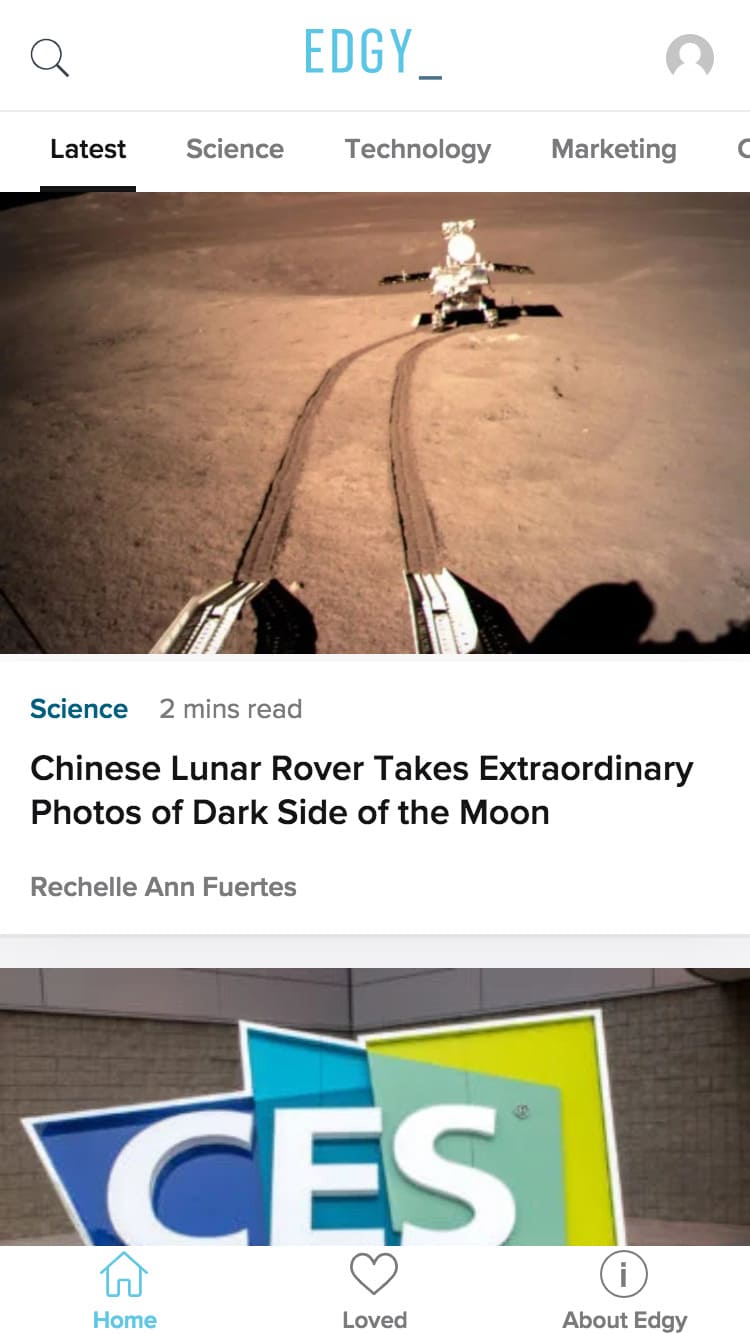 EDGY_
Latest Science Technology Marketing
Science 2 mins read
Chinese Lunar Rover Takes Extraordinary
Photos of Dark Side of the Moon
Rechelle Ann Fuertes
CES®
Home Loved About Edgy